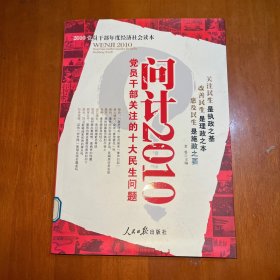 2010党员干部年度经济社会读本
WENJI 2010
问计2010
党员干部关注的十大民生问题
关注民生是执政之基
改善民生是理政之本
惠及民生是施政之要
人民日报出版社